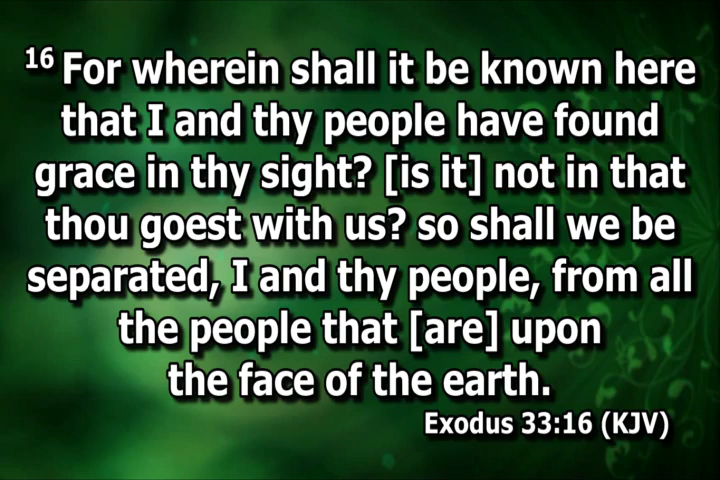 16 For wherein shall it be known here
that I and thy people have found
grace in thy sight? [is it] not in that
thou goest with us? so shall we be
separated, I and thy people, from all
the people that [are] upon
the face of the earth.
Exodus 33:16 (KJV)